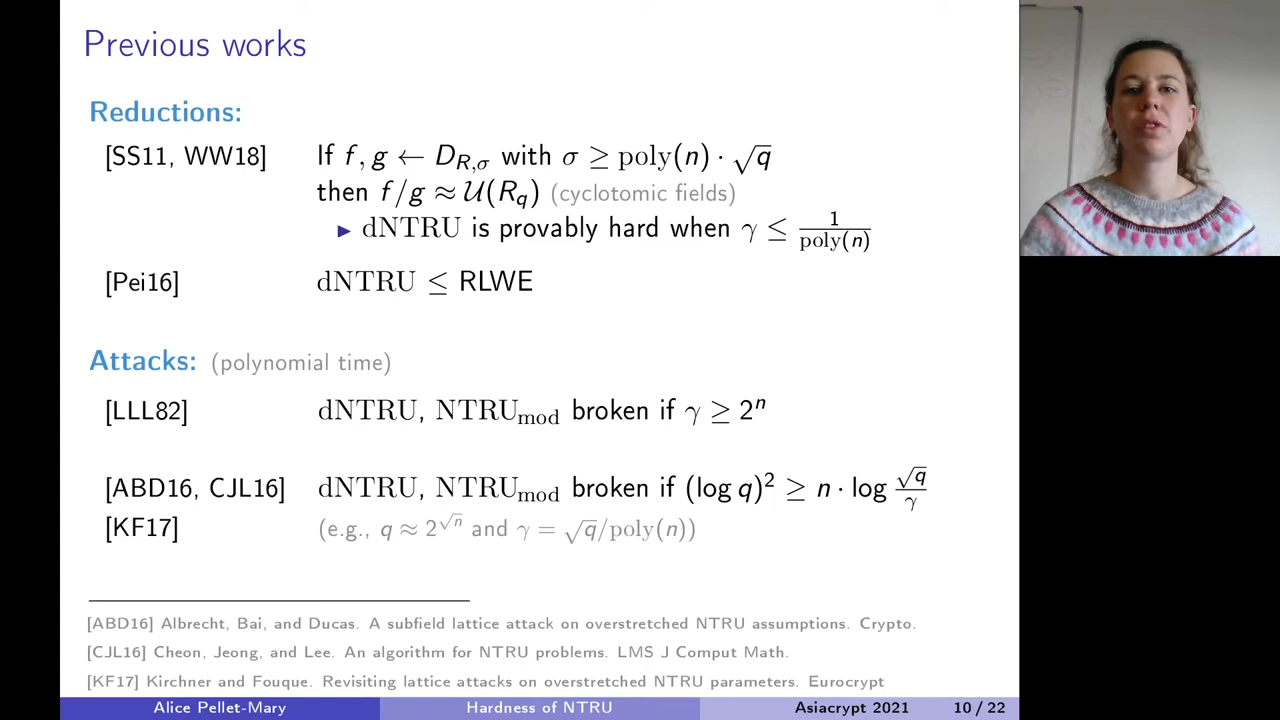 Previous works
Reductions:
[SS11, WW18] If f, g ← D_{R,σ} with σ ≥ poly(n) · √q
then f/g ≈ U(R_q) (cyclotomic fields)
▶ dNTRU is provably hard when γ ≤ 1/poly(n)
[Pei16] dNTRU ≤ RLWE
Attacks: (polynomial time)
[LLL82] dNTRU, NTRU_mod broken if γ ≥ 2^n
[ABD16, CJL16] dNTRU, NTRU_mod broken if (log q)² ≥ n · log √q/γ
[KF17] (e.g., q ≈ 2^{√n} and γ = √q/poly(n))
[ABD16] Albrecht, Bai, and Ducas. A subfield lattice attack on overstretched NTRU assumptions. Crypto.
[CJL16] Cheon, Jeong, and Lee. An algorithm for NTRU problems. LMS J Comput Math.
[KF17] Kirchner and Fouque. Revisiting lattice attacks on overstretched NTRU parameters. Eurocrypt
Alice Pellet-Mary Hardness of NTRU Asiacrypt 2021 10 / 22